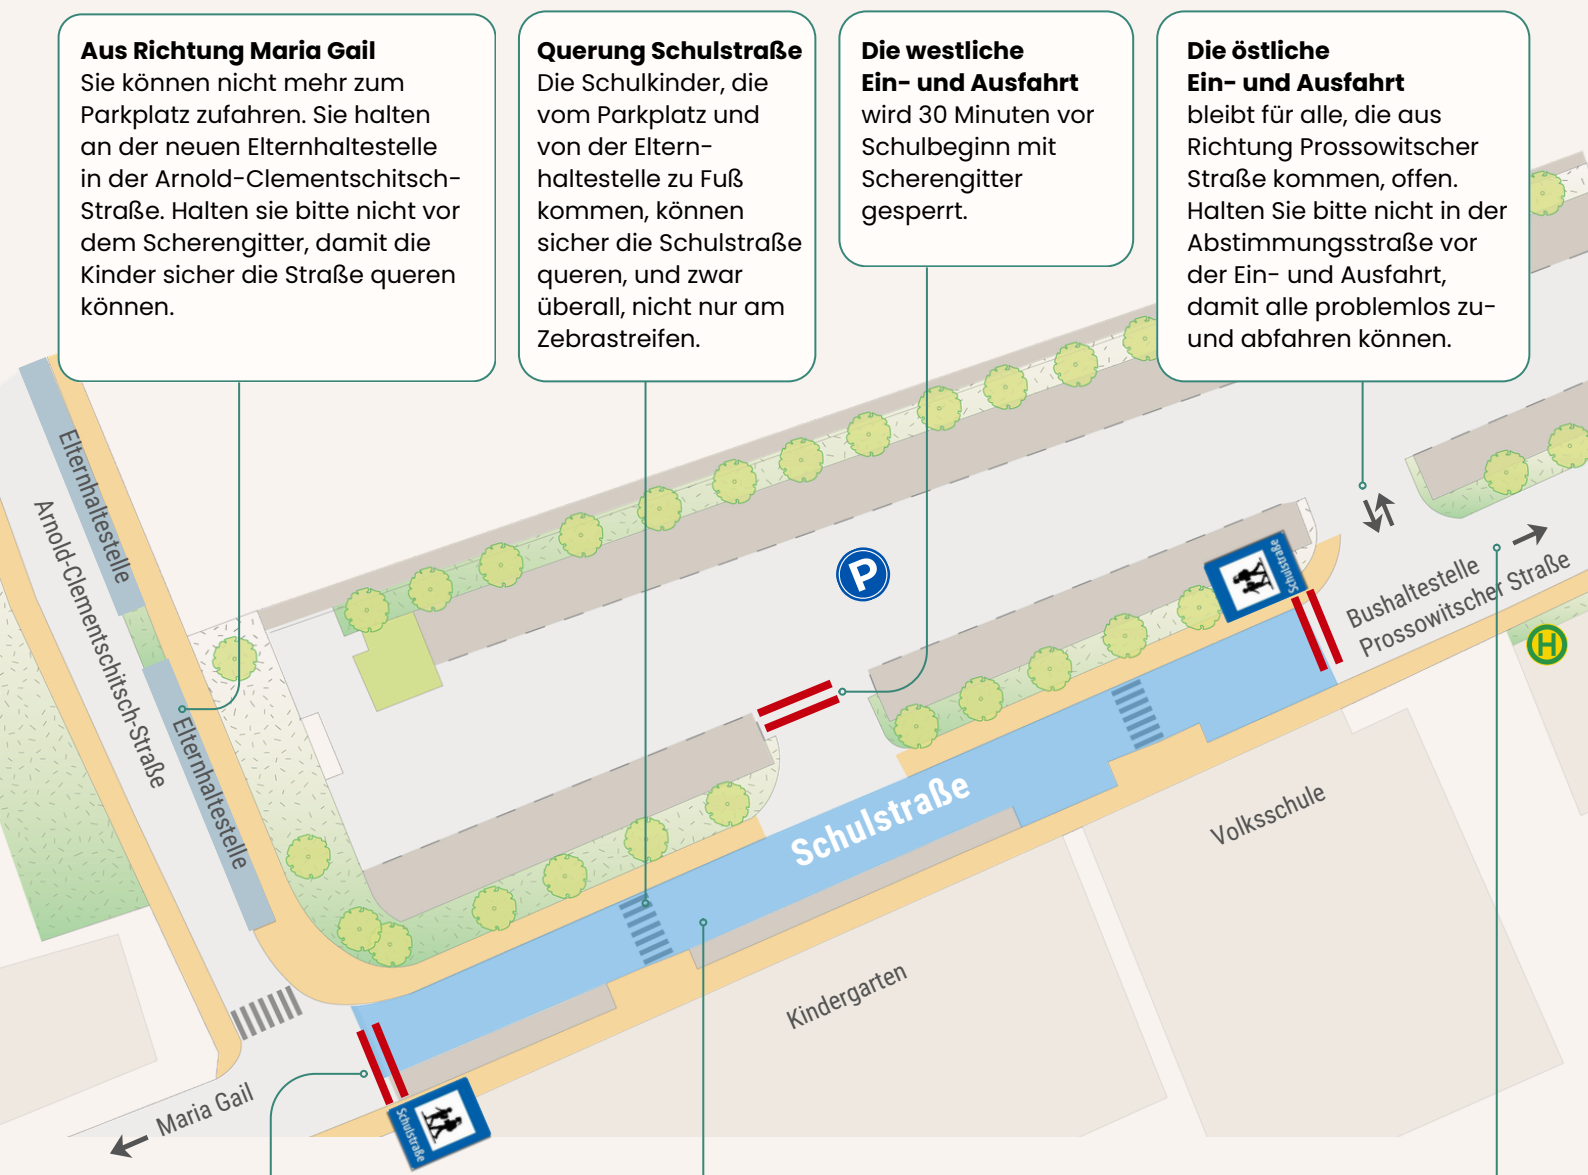 Aus Richtung Maria Gail
Sie können nicht mehr zum
Parkplatz zufahren. Sie halten
an der neuen Elternhaltestelle
in der Arnold-Clementschitsch-
Straße. Halten sie bitte nicht vor
dem Scherengitter, damit die
Kinder sicher die Straße queren
können.
Querung Schulstraße
Die Schulkinder, die
vom Parkplatz und
von der Eltern-
haltestelle zu Fuß
kommen, können
sicher die Schulstraße
queren, und zwar
überall, nicht nur am
Zebrastreifen.
Die westliche
Ein- und Ausfahrt
wird 30 Minuten vor
Schulbeginn mit
Scherengitter
gesperrt.
Die östliche
Ein- und Ausfahrt
bleibt für alle, die aus
Richtung Prossowitscher
Straße kommen, offen.
Halten Sie bitte nicht in der
Abstimmungsstraße vor
der Ein- und Ausfahrt,
damit alle problemlos zu-
und abfahren können.
Elternhaltestelle
Arnold-Clementschitsch-Straße
Elternhaltestelle
P
Schulstraße
Bushaltestelle
Prossowitscher Straße
H
Schulstraße
Volksschule
Kindergarten
Maria Gail
Schulstraße